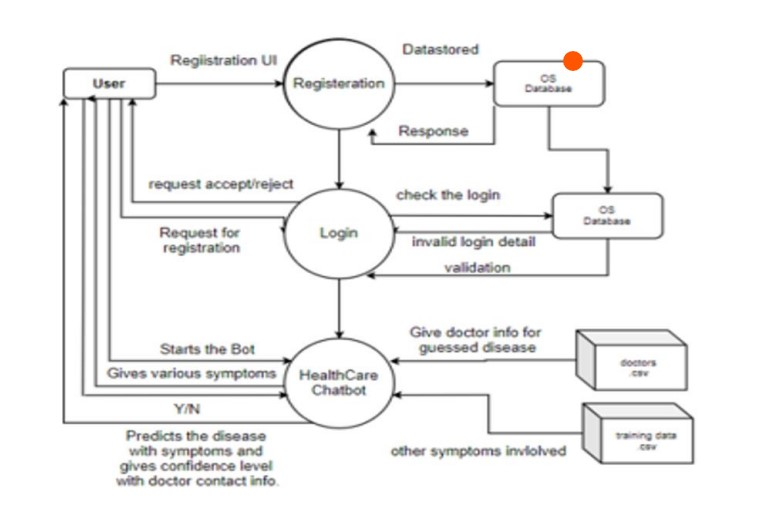 Regiistration UI
Datastored
User
Registeration
OS
Database
Response
request accept/reject
check the login
Login
OS
Database
Request for
registration
invalid login detail
validation
Give doctor info for
guessed disease
Starts the Bot
doctors
.csv
Gives various symptoms
HealthCare
Chatbot
Y/N
training data
.csv
other symptoms invloved
Predicts the disease
with symptoms and
gives confidence level
with doctor contact info.